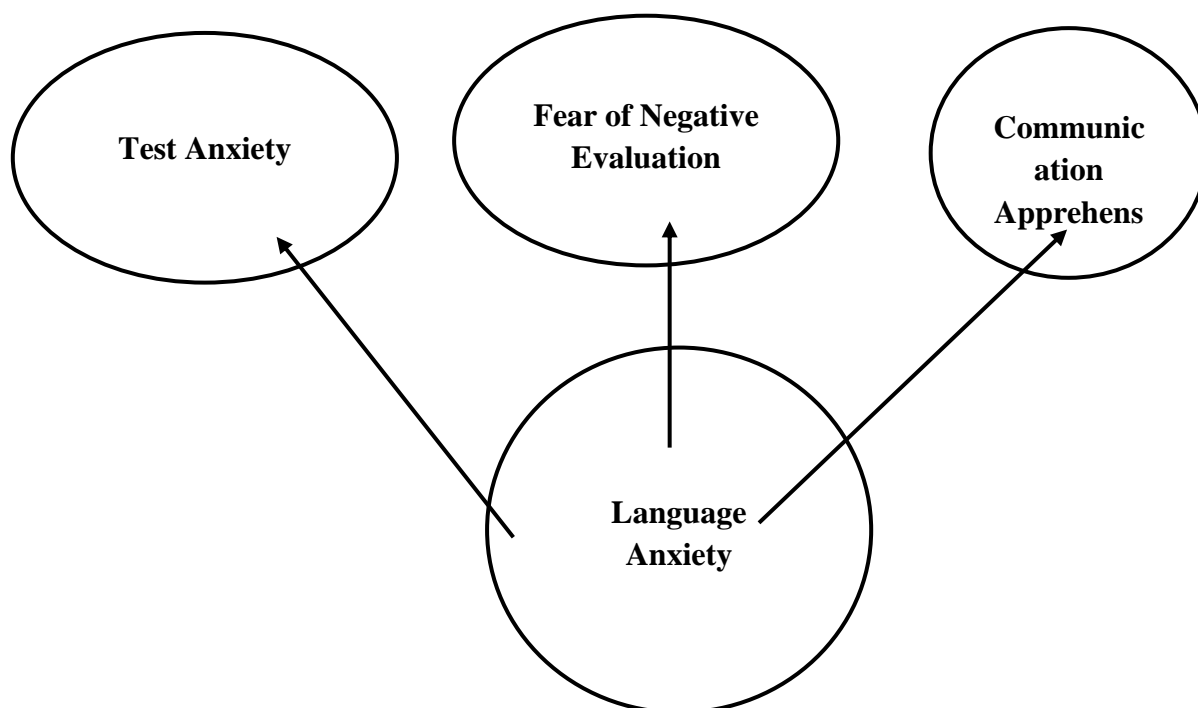 Test Anxiety
Fear of Negative
Evaluation
Communic
ation
Apprehens
Language
Anxiety